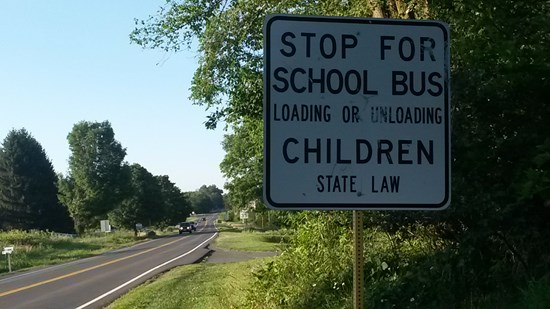 STOP FOR
SCHOOL BUS
LOADING OR UNLOADING
CHILDREN
STATE LAW